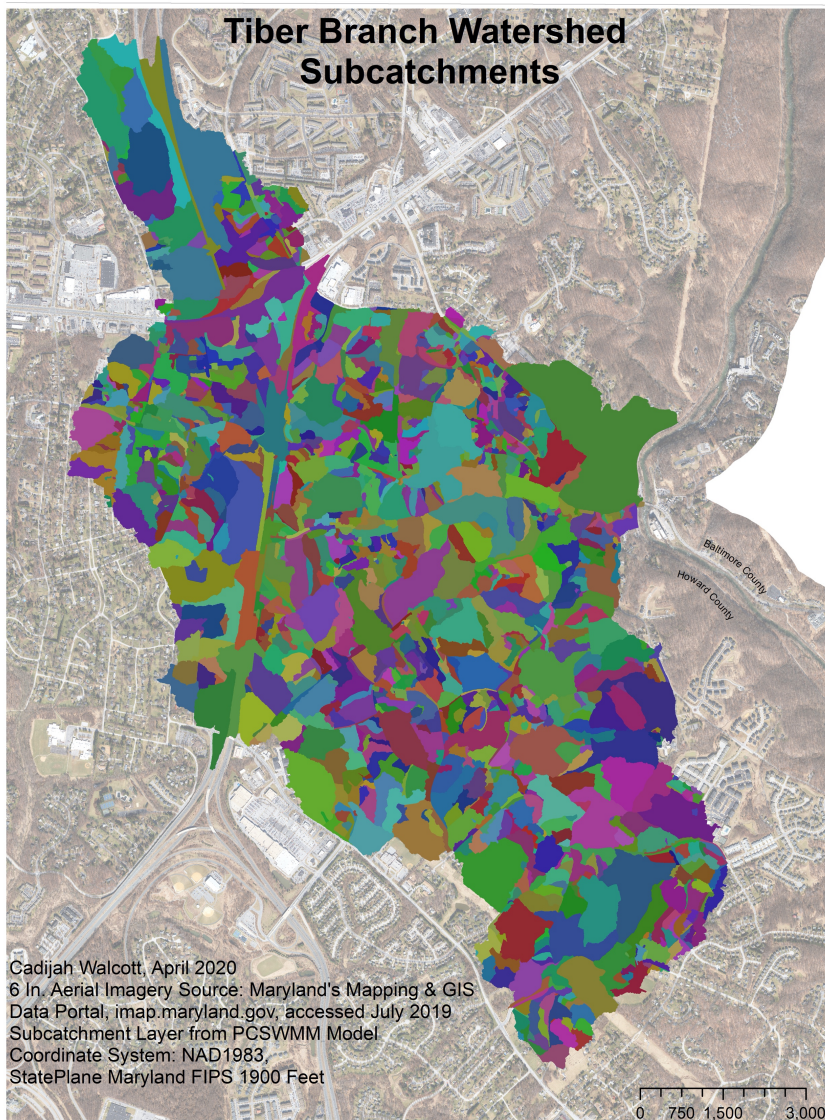 Tiber Branch Watershed
Subcatchments
Baltimore County
Howard County
Cadijah Walcott, April 2020
6 In. Aerial Imagery Source: Maryland's Mapping & GIS
Data Portal, imap.maryland.gov, accessed July 2019
Subcatchment Layer from PCSWMM Model
Coordinate System: NAD1983,
StatePlane Maryland FIPS 1900 Feet
0 750 1,500 3,000